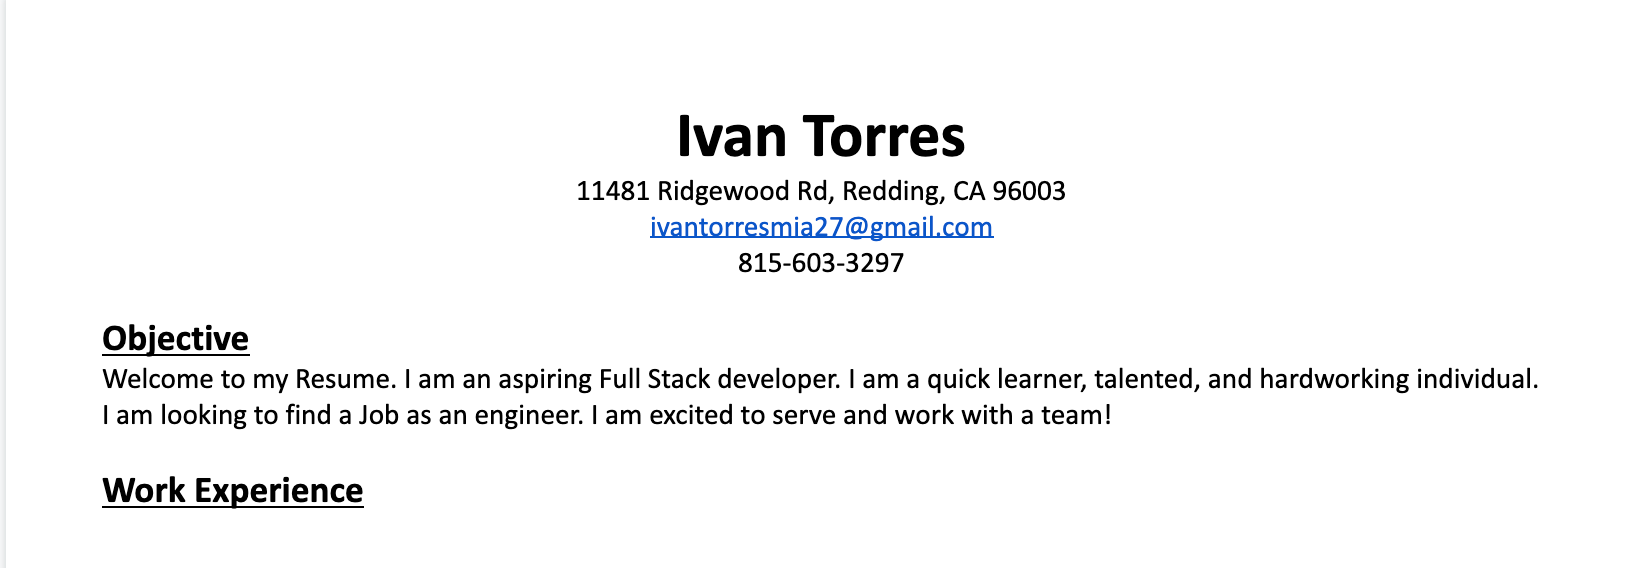 Ivan Torres
11481 Ridgewood Rd, Redding, CA 96003
ivantorresmia27@gmail.com
815-603-3297
Objective
Welcome to my Resume. I am an aspiring Full Stack developer. I am a quick learner, talented, and hardworking individual.
I am looking to find a Job as an engineer. I am excited to serve and work with a team!
Work Experience